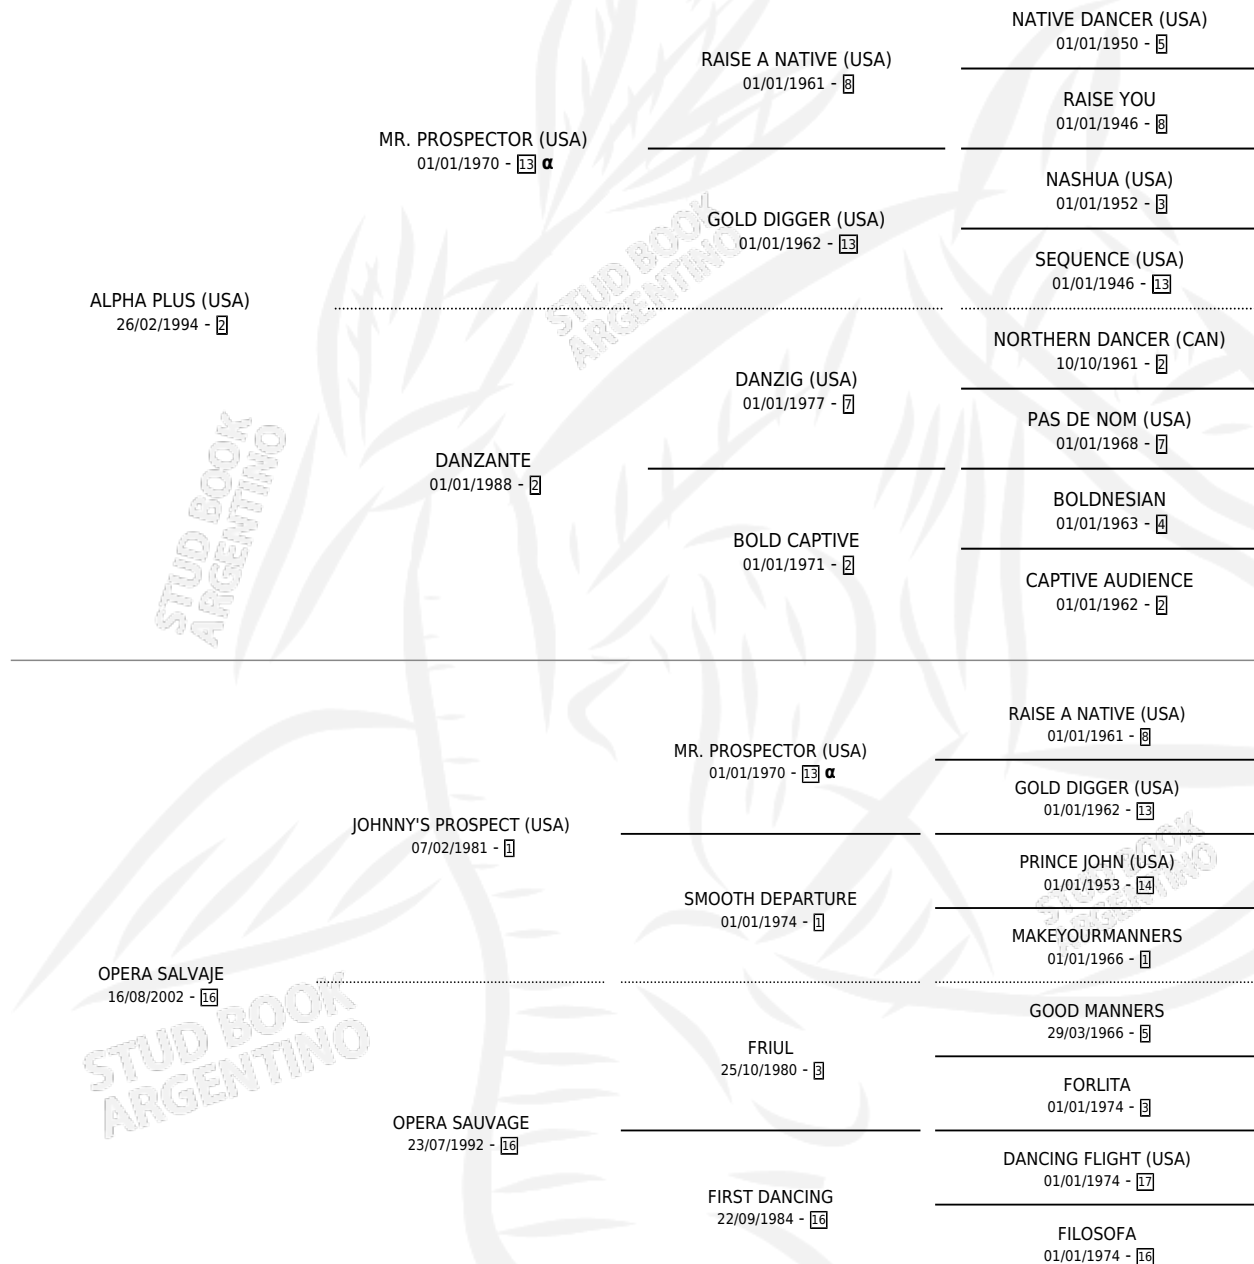 NATIVE DANCER (USA)
01/01/1950 - 5
RAISE A NATIVE (USA)
01/01/1961 - 8
RAISE YOU
01/01/1946 - 8
MR. PROSPECTOR (USA)
01/01/1970 - 13 α
NASHUA (USA)
01/01/1952 - 3
GOLD DIGGER (USA)
01/01/1962 - 13
SEQUENCE (USA)
01/01/1946 - 13
ALPHA PLUS (USA)
26/02/1994 - 2
STUD BOOK
ARGENTINO
NORTHERN DANCER (CAN)
10/10/1961 - 2
DANZIG (USA)
01/01/1977 - 7
PAS DE NOM (USA)
01/01/1968 - 7
DANZANTE
01/01/1988 - 2
BOLDNESIAN
01/01/1963 - 4
BOLD CAPTIVE
01/01/1971 - 2
CAPTIVE AUDIENCE
01/01/1962 - 2
STUD BOOK
ARGENTINO
RAISE A NATIVE (USA)
01/01/1961 - 8
MR. PROSPECTOR (USA)
01/01/1970 - 13 α
GOLD DIGGER (USA)
01/01/1962 - 13
JOHNNY'S PROSPECT (USA)
07/02/1981 - 1
PRINCE JOHN (USA)
01/01/1953 - 14
STUD BOOK
ARGENTINO
SMOOTH DEPARTURE
01/01/1974 - 1
MAKEYOURMANNERS
01/01/1966 - 1
OPERA SALVAJE
16/08/2002 - 16
STUD BOOK
ARGENTINO
GOOD MANNERS
29/03/1966 - 5
FRIUL
25/10/1980 - 3
FORLITA
01/01/1974 - 3
OPERA SAUVAGE
23/07/1992 - 16
DANCING FLIGHT (USA)
01/01/1974 - 17
FIRST DANCING
22/09/1984 - 16
FILOSOFA
01/01/1974 - 16